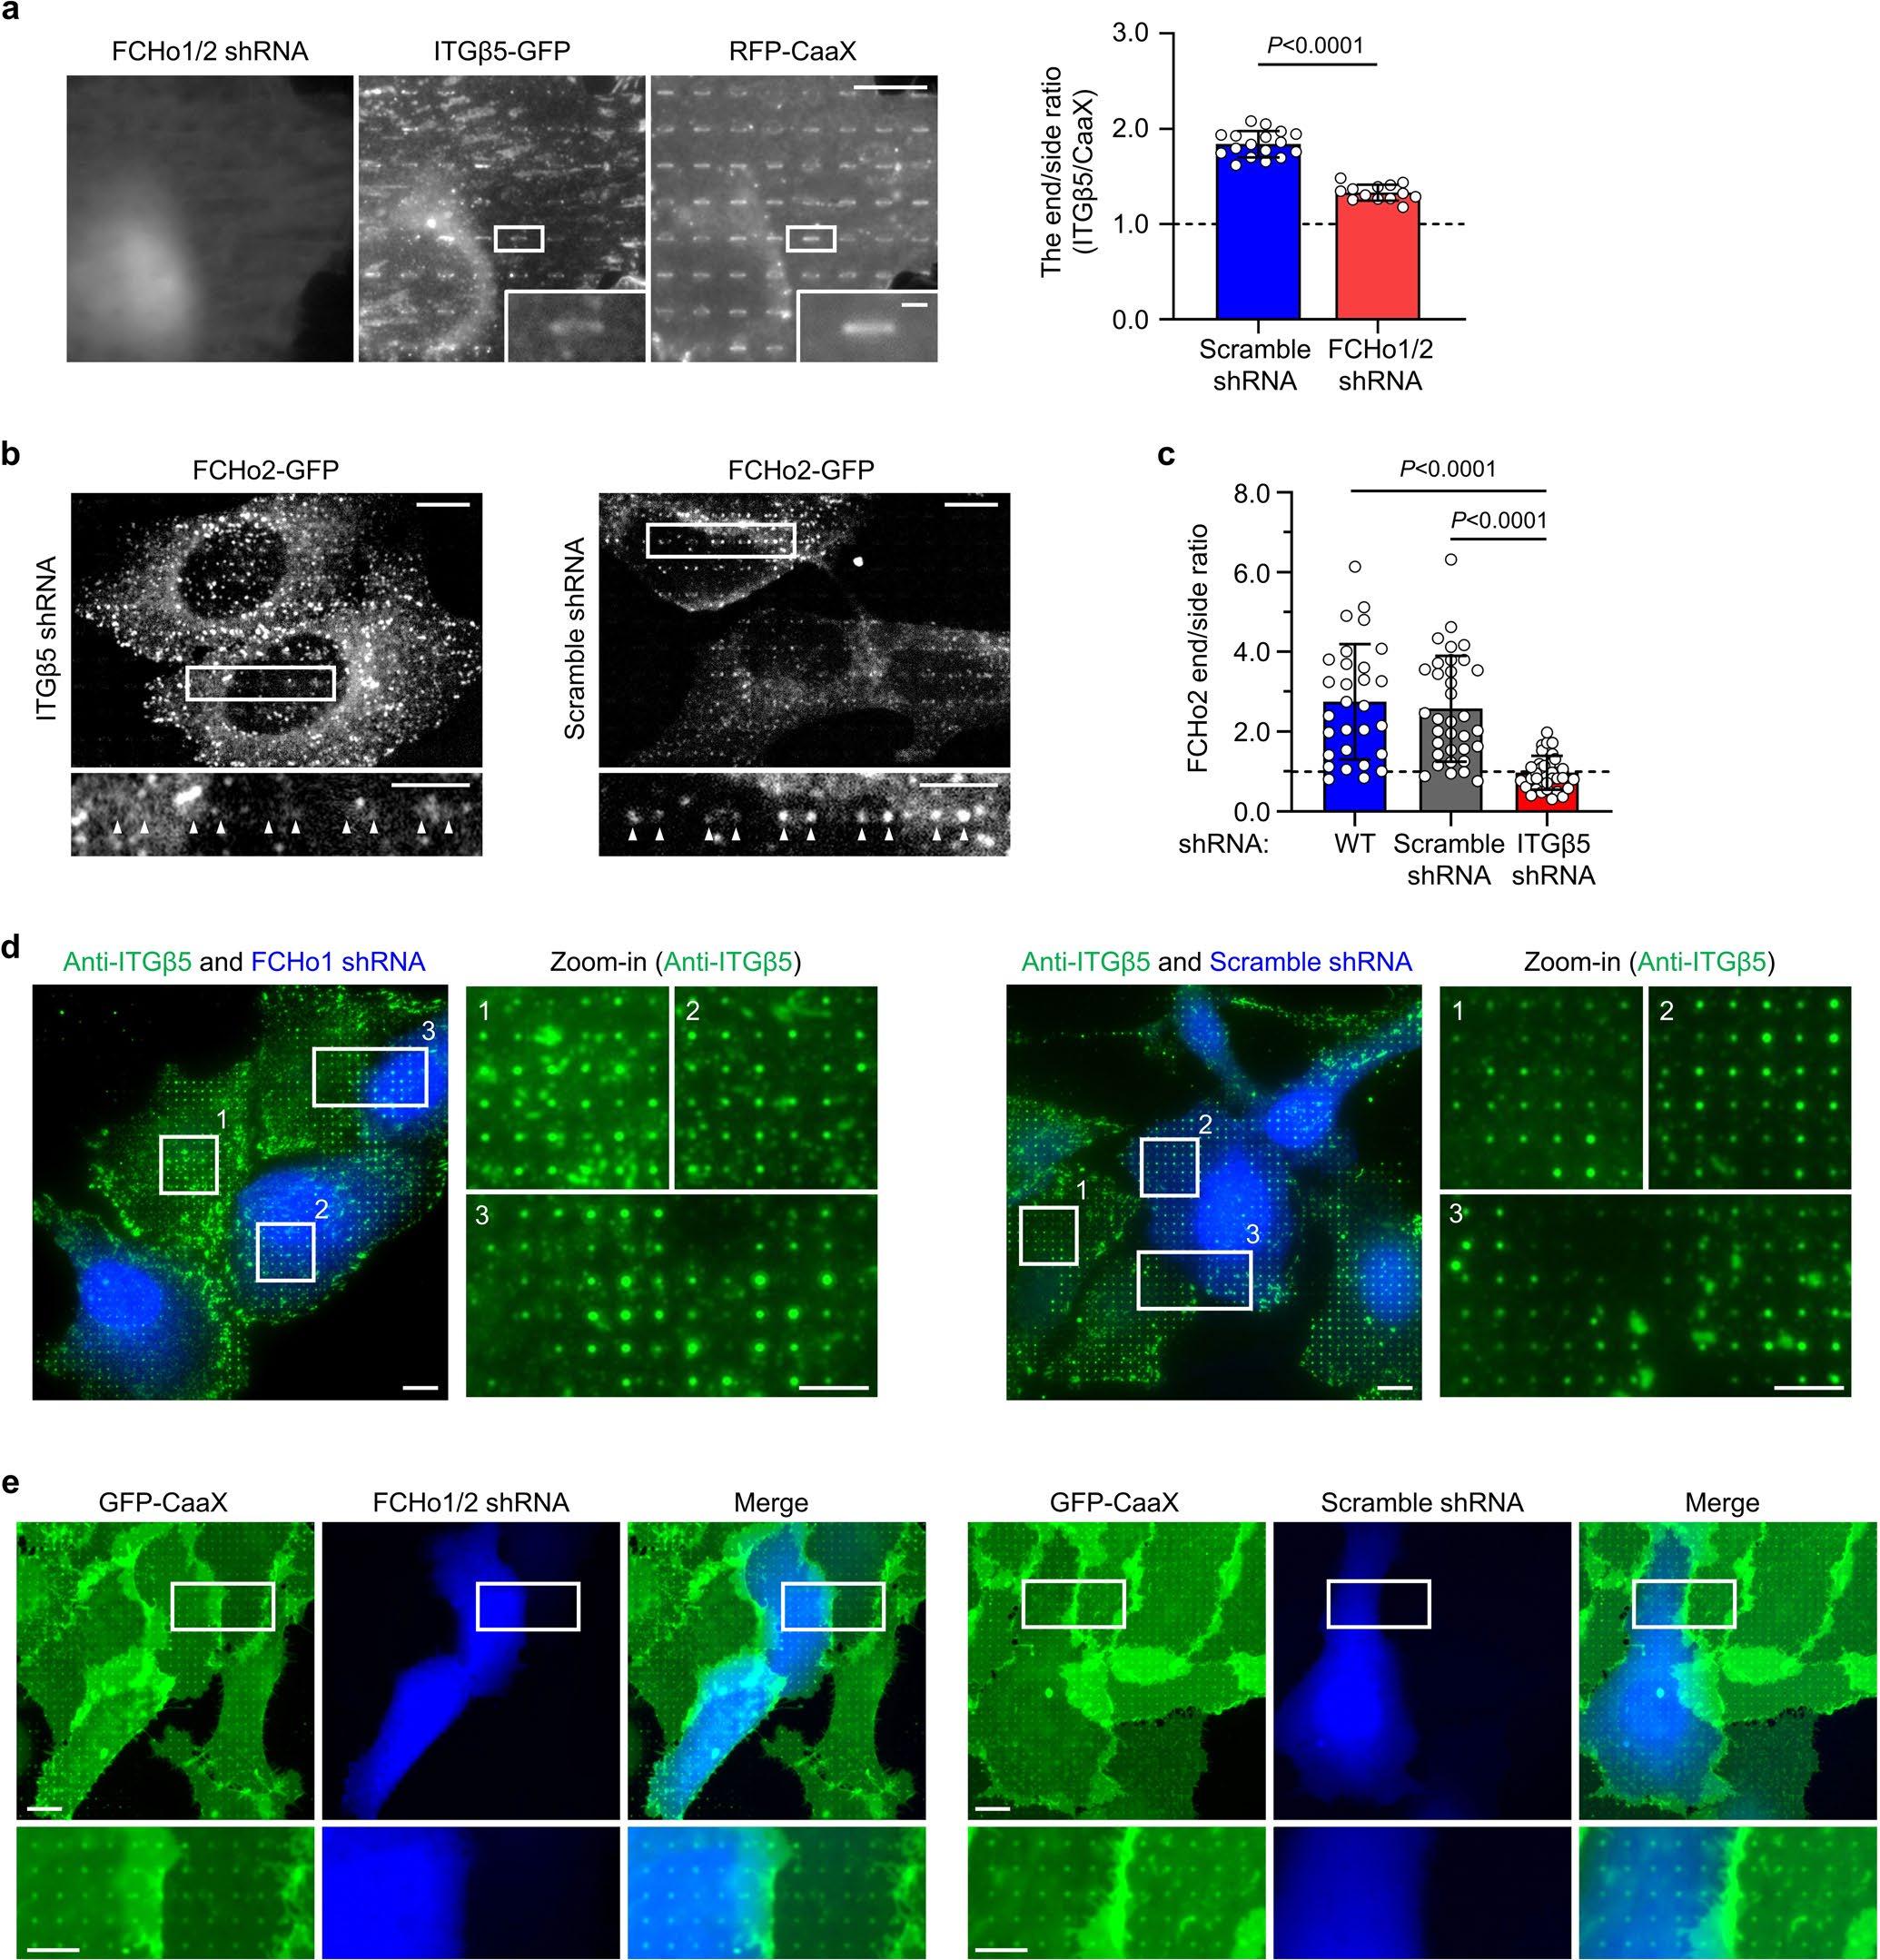 a
FCHo1/2 shRNA
ITGβ5-GFP
RFP-CaaX
The end/side ratio
(ITGβ5/CaaX)
3.0
2.0
1.0
0.0
P<0.0001
Scramble
shRNA
FCHo1/2
shRNA
b
FCHo2-GFP
ITGβ5 shRNA
FCHo2-GFP
Scramble shRNA
c
FCHo2 end/side ratio
8.0
6.0
4.0
2.0
0.0
P<0.0001
P<0.0001
shRNA:
WT
Scramble
shRNA
ITGβ5
shRNA
d
Anti-ITGβ5 and FCHo1 shRNA
1
2
3
Zoom-in (Anti-ITGβ5)
1
2
3
Anti-ITGβ5 and Scramble shRNA
1
2
3
Zoom-in (Anti-ITGβ5)
1
2
3
e
GFP-CaaX
FCHo1/2 shRNA
Merge
GFP-CaaX
Scramble shRNA
Merge